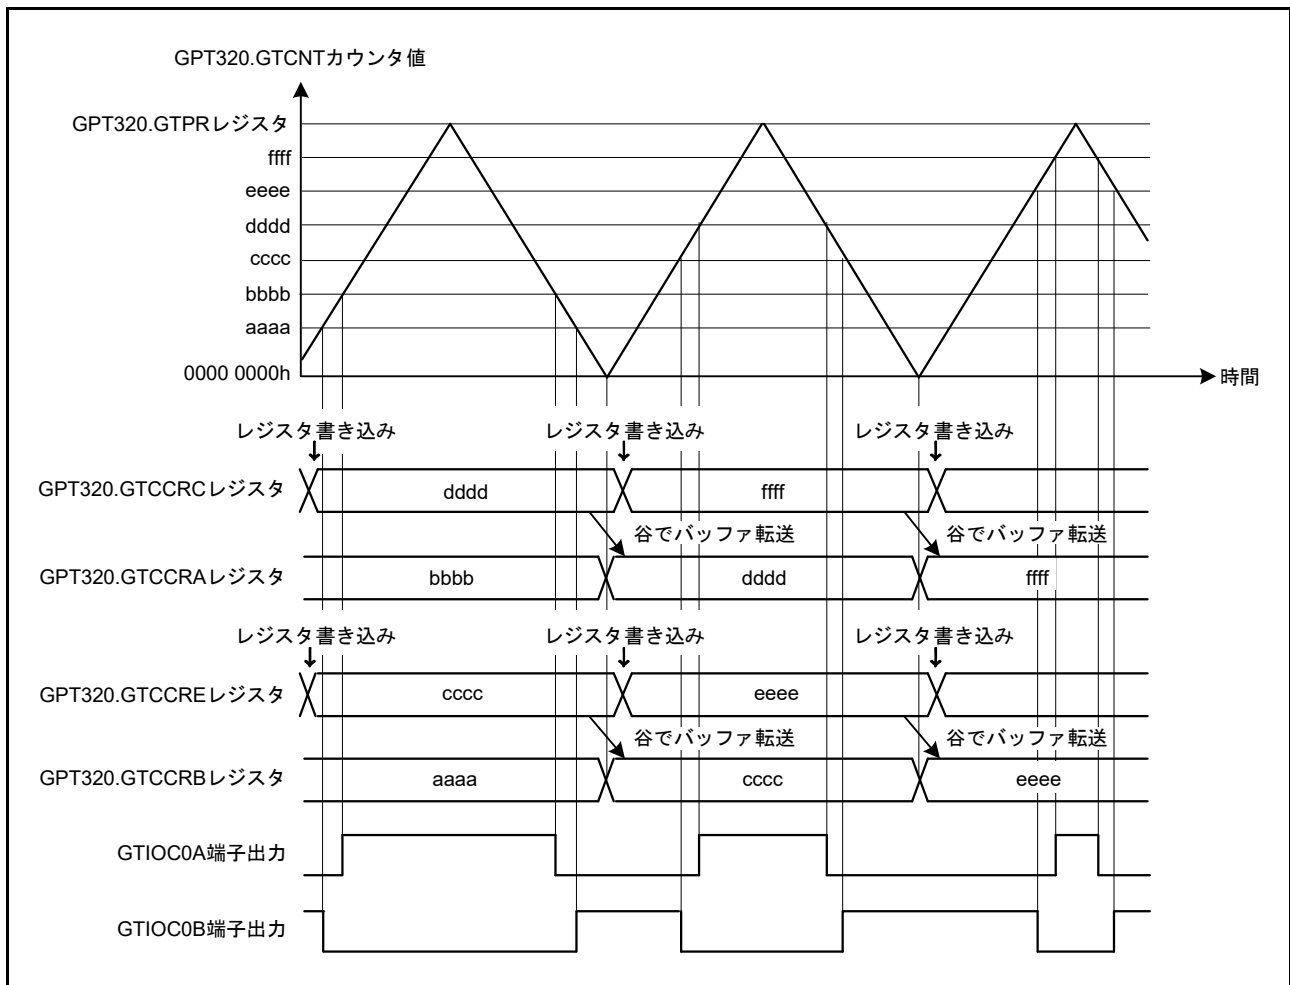 GPT320.GTCNTカウンタ値
GPT320.GTPRレジスタ
ffff
eeee
dddd
cccc
bbbb
aaaa
0000 0000h
時間
レジスタ書き込み レジスタ書き込み レジスタ書き込み
GPT320.GTCCRCレジスタ dddd ffff
谷でバッファ転送 谷でバッファ転送
GPT320.GTCCRAレジスタ bbbb dddd ffff
レジスタ書き込み レジスタ書き込み レジスタ書き込み
GPT320.GTCCREレジスタ cccc eeee
谷でバッファ転送 谷でバッファ転送
GPT320.GTCCRBレジスタ aaaa cccc eeee
GTIOC0A端子出力
GTIOC0B端子出力